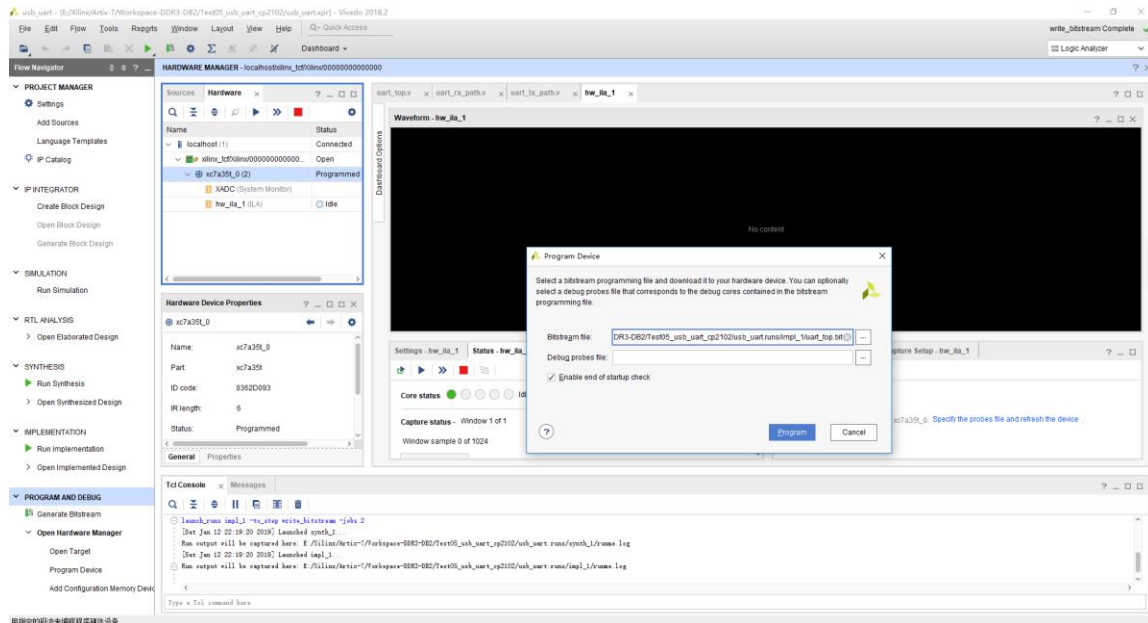 usb_uart - [E:/Xilinx/Artix-7/Workspace-DDR3-DB2/Test05_usb_uart_cp2102/usb_uart.xpr] - Vivado 2018.2
File Edit Flow Tools Reports Window Layout View Help Quick Access
write_bitstream Complete
Dashboard
Logic Analyzer
Flow Navigator
HARDWARE MANAGER - localhost/xilinx_tcf/Xilinx/00000000000000
PROJECT MANAGER
Settings
Add Sources
Language Templates
IP Catalog
IP INTEGRATOR
Create Block Design
Open Block Design
Generate Block Design
SIMULATION
Run Simulation
RTL ANALYSIS
Open Elaborated Design
SYNTHESIS
Run Synthesis
Open Synthesized Design
IMPLEMENTATION
Run Implementation
Open Implemented Design
PROGRAM AND DEBUG
Generate Bitstream
Open Hardware Manager
Open Target
Program Device
Add Configuration Memory Devic
Sources Hardware
Name Status
localhost (1) Connected
xilinx_tcf/Xilinx/000000000000... Open
xc7a35t_0 (2) Programmed
XADC (System Monitor)
hw_ila_1 (ILA) Idle
Hardware Device Properties
xc7a35t_0
Name: xc7a35t_0
Part: xc7a35t
ID code: 0362D093
IR length: 6
Status: Programmed
General Properties
uart_top.v uart_rx_path.v uart_tx_path.v hw_ila_1
Dashboard Options
Waveform - hw_ila_1
No content
Settings - hw_ila_1 Status - hw_ila_
Core status Idl
Capture status - Window 1 of 1
Window sample 0 of 1024
apture Setup - hw_ila_1
xc7a35t_0. Specify the probes file and refresh the device
Program Device
Select a bitstream programming file and download it to your hardware device. You can optionally
select a debug probes file that corresponds to the debug cores contained in the bitstream
programming file.
Bitstream file: DR3-DB2/Test05_usb_uart_cp2102/usb_uart.runs/impl_1/uart_top.bit
Debug probes file:
Enable end of startup check
Program Cancel
Tcl Console Messages
launch_runs impl_1 -to_step write_bitstream -jobs 2
[Sat Jan 12 22:19:20 2019] Launched synth_1...
Run output will be captured here: E:/Xilinx/Artix-7/Workspace-DDR3-DB2/Test05_usb_uart_cp2102/usb_uart.runs/synth_1/runme.log
[Sat Jan 12 22:19:20 2019] Launched impl_1...
Run output will be captured here: E:/Xilinx/Artix-7/Workspace-DDR3-DB2/Test05_usb_uart_cp2102/usb_uart.runs/impl_1/runme.log
Type a Tcl command here